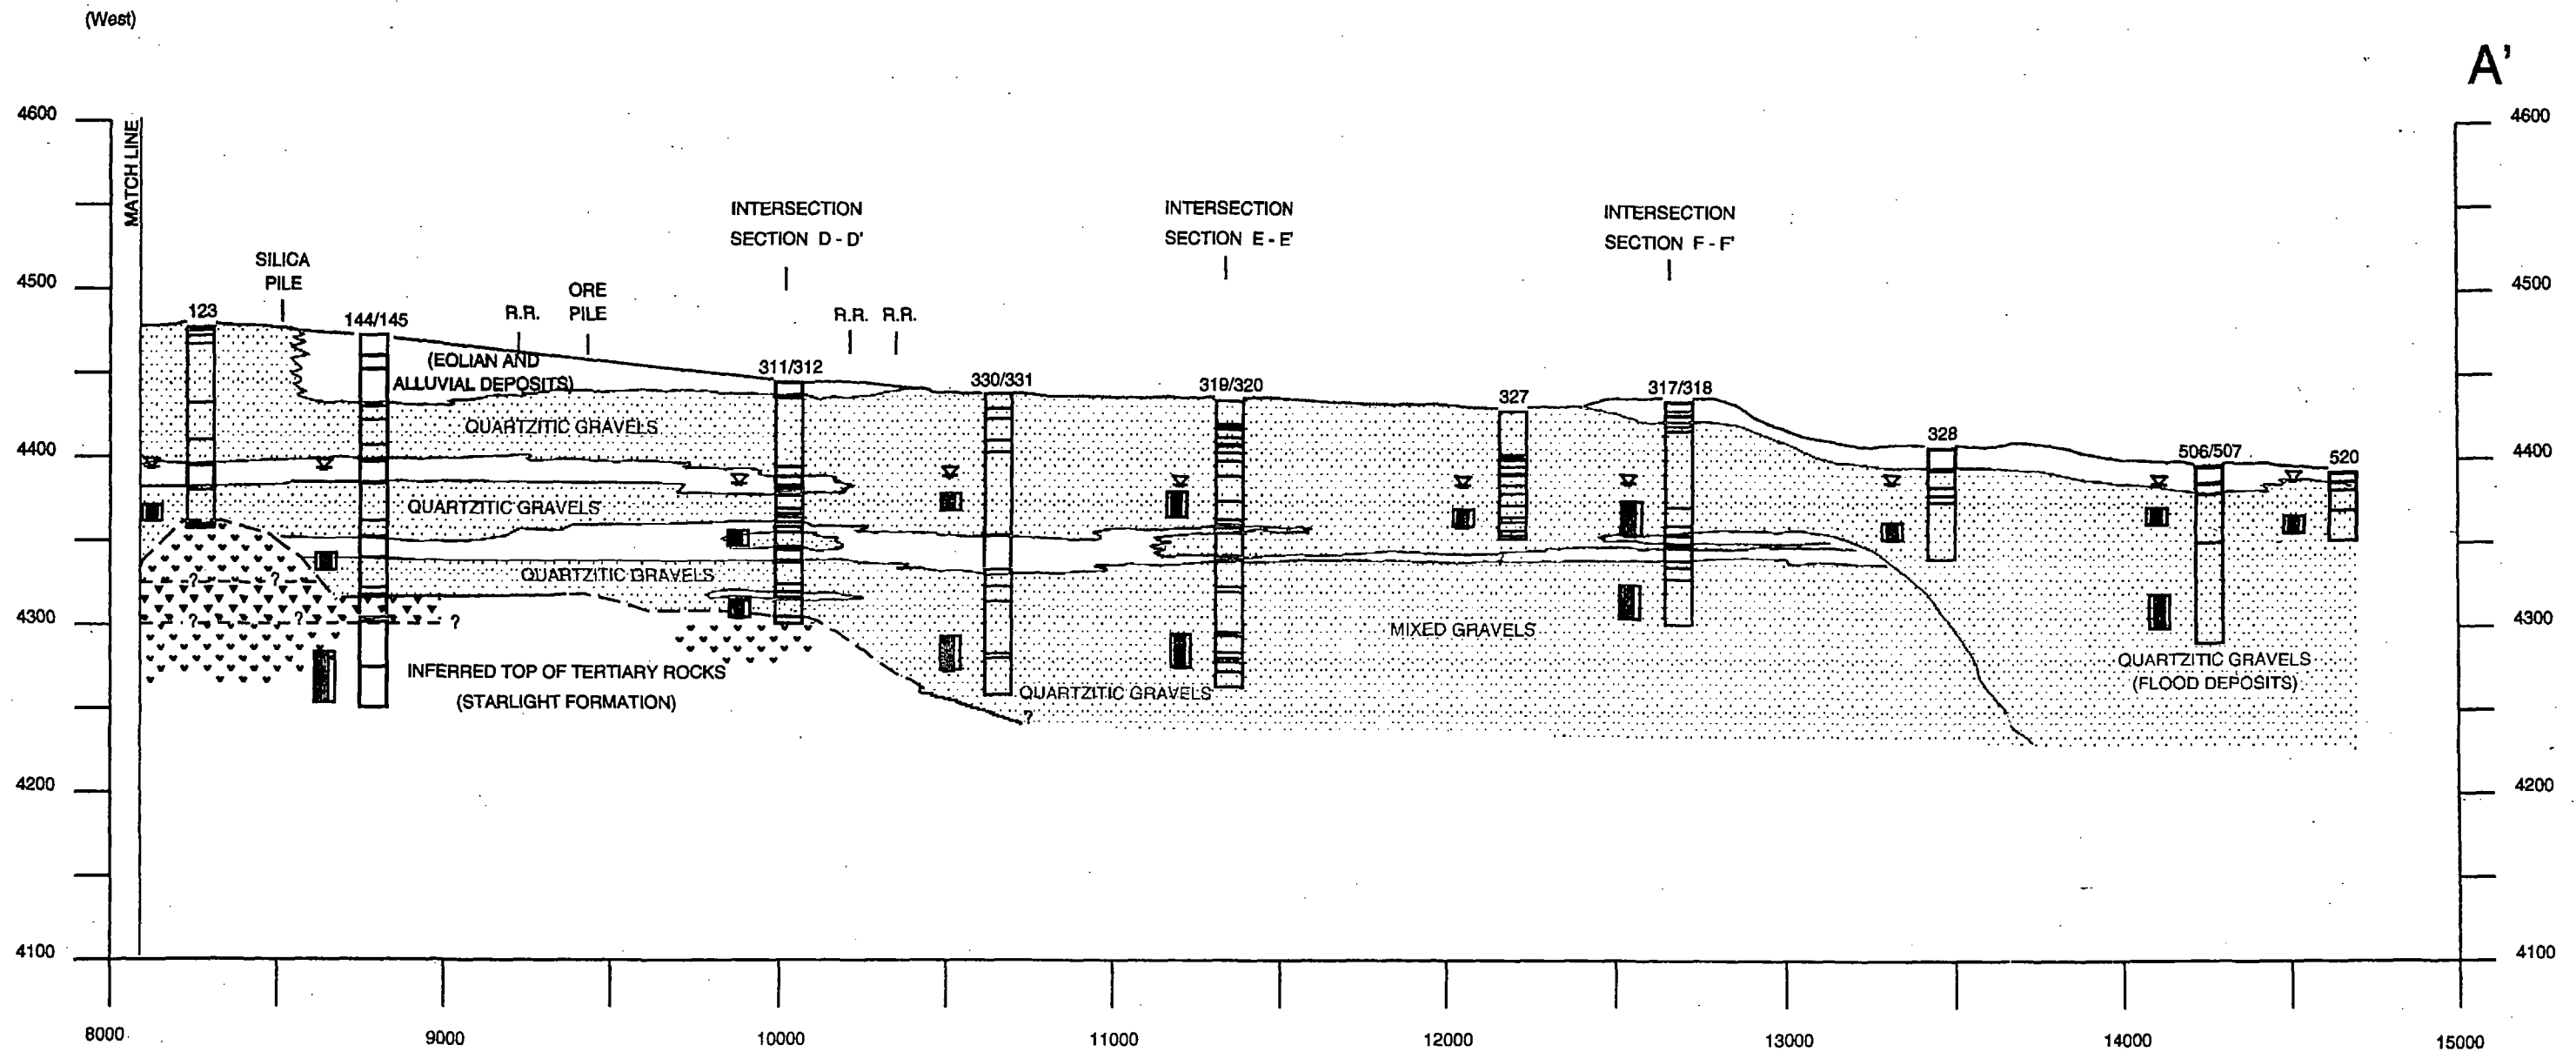 (West)
A'
4600
4600
MATCH LINE
INTERSECTION
SECTION D - D'
INTERSECTION
SECTION E - E'
INTERSECTION
SECTION F - F'
SILICA
PILE
4500
4500
ORE
PILE
R.R.
R.R. R.R.
123
144/145
(EOLIAN AND
ALLUVIAL DEPOSITS)
311/312
330/331
319/320
327
317/318
328
506/507
520
QUARTZITIC GRAVELS
4400
4400
QUARTZITIC GRAVELS
QUARTZITIC GRAVELS
? ?
? ? ?
4300
4300
MIXED GRAVELS
INFERRED TOP OF TERTIARY ROCKS
(STARLIGHT FORMATION)
QUARTZITIC GRAVELS
?
QUARTZITIC GRAVELS
(FLOOD DEPOSITS)
4200
4200
4100
4100
8000
9000
10000
11000
12000
13000
14000
15000